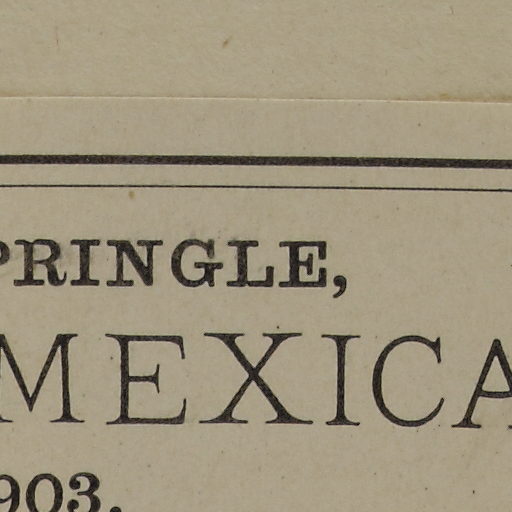 PRINGLE,
MEXICA
903.